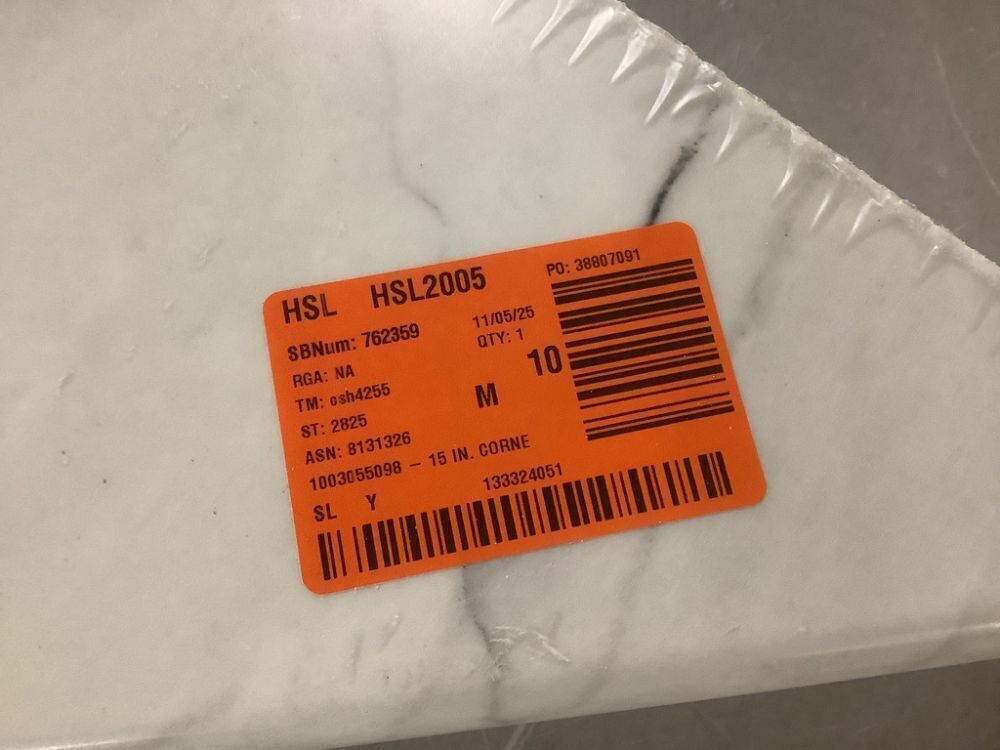 HSL HSL2005
PO: 38807091
SBNum: 762359
11/05/25
RGA: NA
QTY: 1
TM: csh4255
M
10
ST: 2825
ASN: 8131326
1003055098 – 15 IN. CORNE
SL Y
133324051